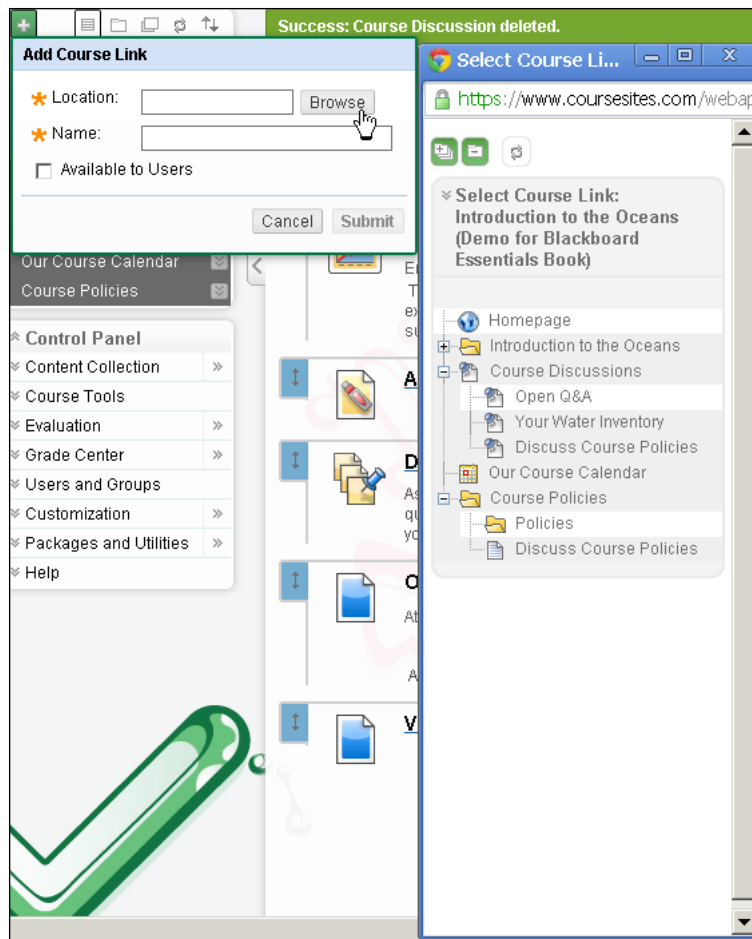 Success: Course Discussion deleted.
Add Course Link
Location:
Browse
Name:
Available to Users
Cancel
Submit
Our Course Calendar
Course Policies
Control Panel
Content Collection
Course Tools
Evaluation
Grade Center
Users and Groups
Customization
Packages and Utilities
Help
A
D
As
qu
yo
O
At
A
V
Select Course Li...
https://www.coursesites.com/webap
Select Course Link:
Introduction to the Oceans
(Demo for Blackboard
Essentials Book)
Homepage
Introduction to the Oceans
Course Discussions
Open Q&A
Your Water Inventory
Discuss Course Policies
Our Course Calendar
Course Policies
Policies
Discuss Course Policies